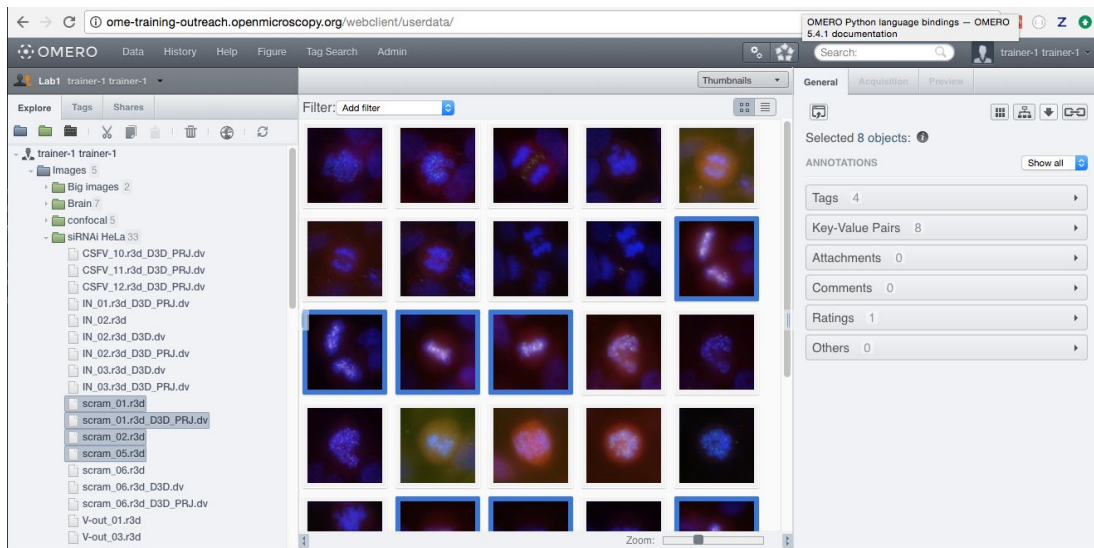 ome-training-outreach.openmicroscopy.org/webclient/userdata/
OMERO Python language bindings — OMERO
5.4.1 documentation
Z
OMERO Data History Help Figure Tag Search Admin
Search:
trainer-1 trainer-1
Lab1 trainer-1 trainer-1
Thumbnails
General Acquisition Preview
Explore Tags Shares
Filter: Add filter
trainer-1 trainer-1
Images 5
Big images 2
Brain 7
confocal 5
siRNAi HeLa 33
CSFV_10.r3d_D3D_PRJ.dv
CSFV_11.r3d_D3D_PRJ.dv
CSFV_12.r3d_D3D_PRJ.dv
IN_01.r3d_D3D_PRJ.dv
IN_02.r3d
IN_02.r3d_D3D.dv
IN_02.r3d_D3D_PRJ.dv
IN_03.r3d_D3D.dv
IN_03.r3d_D3D_PRJ.dv
scram_01.r3d
scram_01.r3d_D3D_PRJ.dv
scram_02.r3d
scram_05.r3d
scram_06.r3d
scram_06.r3d_D3D.dv
scram_06.r3d_D3D_PRJ.dv
V-out_01.r3d
V-out_03.r3d
Zoom:
Selected 8 objects:
ANNOTATIONS
Show all
Tags 4
Key-Value Pairs 8
Attachments 0
Comments 0
Ratings 1
Others 0